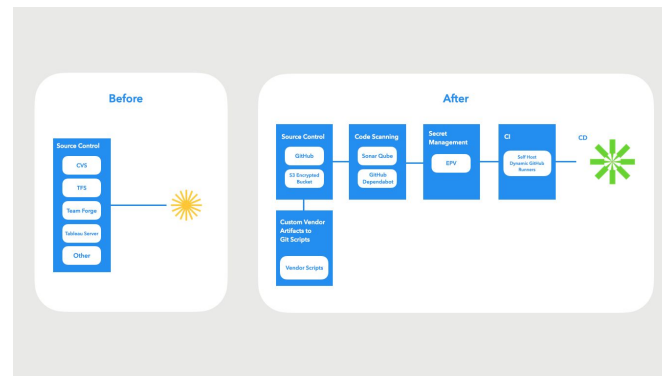 Before
Source Control
CVS
TFS
Team Forge
Tableau Server
Other
After
Source Control
GitHub
S3 Encrypted
Bucket
Code Scanning
Sonar Qube
GitHub
Dependabot
Secret
Management
EPV
CI
Self Host
Dynamic GitHub
Runners
CD
Custom Vendor
Artifacts to
Git Scripts
Vendor Scripts